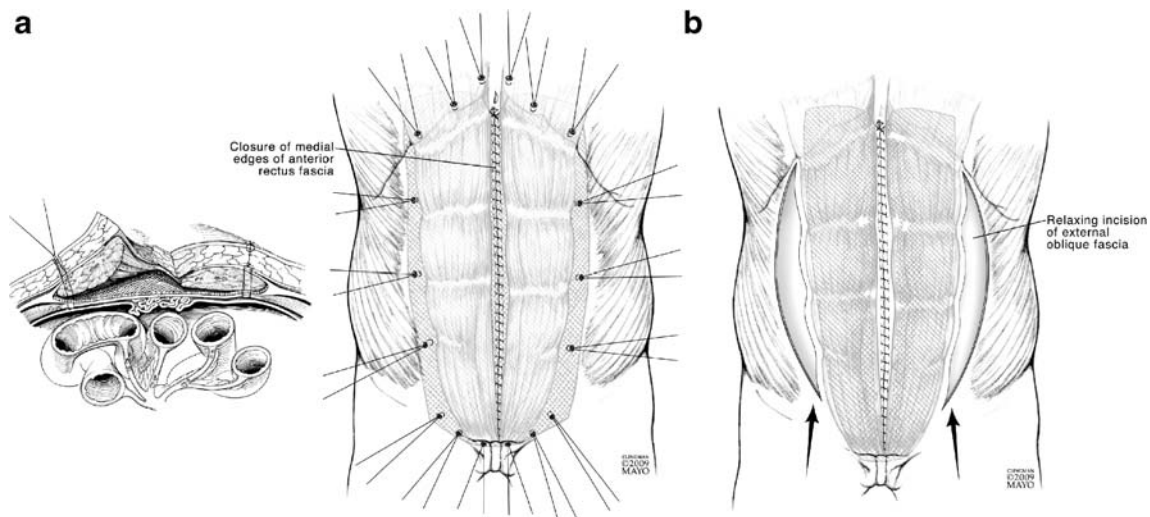 a
Closure of medial
edges of anterior
rectus fascia
©2009
MAYO
b
Relaxing incision
of external
oblique fascia
©2009
MAYO